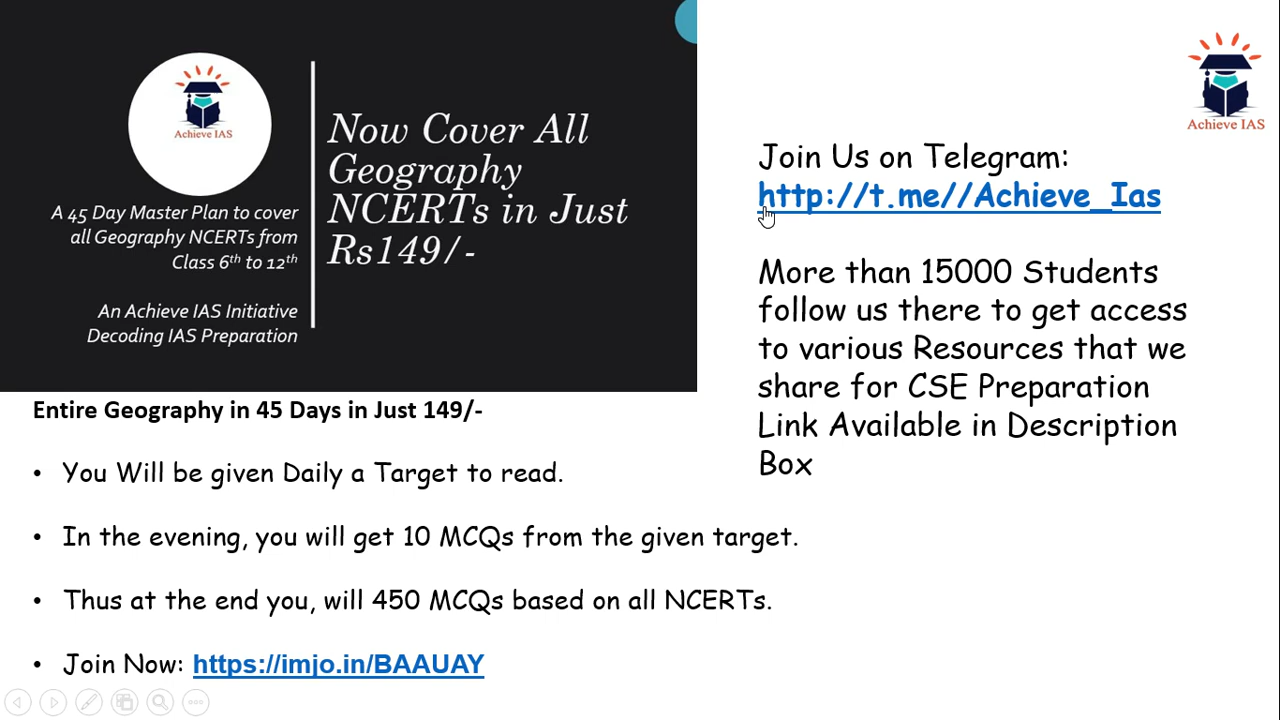 Achieve IAS
A 45 Day Master Plan to cover
all Geography NCERTs from
Class 6th to 12th
An Achieve IAS Initiative
Decoding IAS Preparation
Now Cover All
Geography
NCERTs in Just
Rs149/-
Achieve IAS
Join Us on Telegram:
http://t.me//Achieve_Ias
More than 15000 Students
follow us there to get access
to various Resources that we
share for CSE Preparation
Link Available in Description
Box
Entire Geography in 45 Days in Just 149/-
• You Will be given Daily a Target to read.
• In the evening, you will get 10 MCQs from the given target.
• Thus at the end you, will 450 MCQs based on all NCERTs.
• Join Now: https://imjo.in/BAAUAY